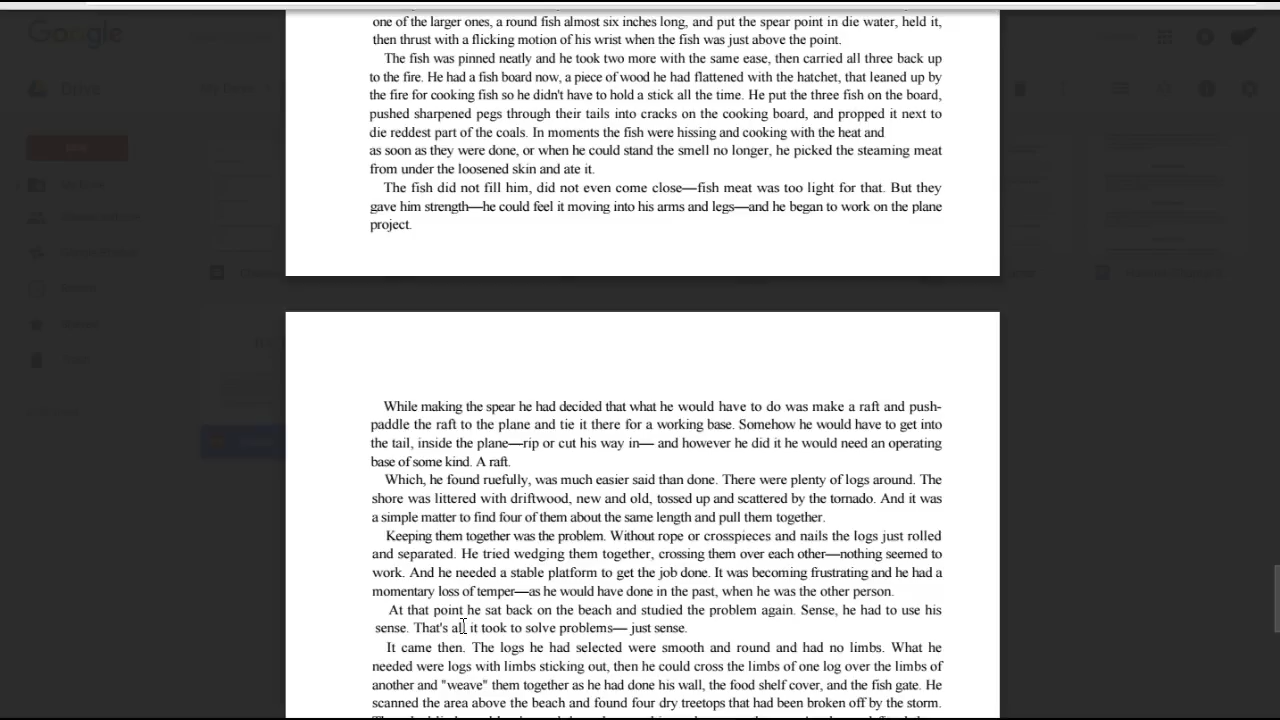 Google
one of the larger ones, a round fish almost six inches long, and put the spear point in die water, held it,
then thrust with a flicking motion of his wrist when the fish was just above the point.
The fish was pinned neatly and he took two more with the same ease, then carried all three back up
to the fire. He had a fish board now, a piece of wood he had flattened with the hatchet, that leaned up by
the fire for cooking fish so he didn't have to hold a stick all the time. He put the three fish on the board,
pushed sharpened pegs through their tails into cracks on the cooking board, and propped it next to
die reddest part of the coals. In moments the fish were hissing and cooking with the heat and
as soon as they were done, or when he could stand the smell no longer, he picked the steaming meat
from under the loosened skin and ate it.
The fish did not fill him, did not even come close—fish meat was too light for that. But they
gave him strength—he could feel it moving into his arms and legs—and he began to work on the plane
project.
While making the spear he had decided that what he would have to do was make a raft and push-
paddle the raft to the plane and tie it there for a working base. Somehow he would have to get into
the tail, inside the plane—rip or cut his way in— and however he did it he would need an operating
base of some kind. A raft.
Which, he found ruefully, was much easier said than done. There were plenty of logs around. The
shore was littered with driftwood, new and old, tossed up and scattered by the tornado. And it was
a simple matter to find four of them about the same length and pull them together.
Keeping them together was the problem. Without rope or crosspieces and nails the logs just rolled
and separated. He tried wedging them together, crossing them over each other—nothing seemed to
work. And he needed a stable platform to get the job done. It was becoming frustrating and he had a
momentary loss of temper—as he would have done in the past, when he was the other person.
At that point he sat back on the beach and studied the problem again. Sense, he had to use his
sense. That's all it took to solve problems— just sense.
It came then. The logs he had selected were smooth and round and had no limbs. What he
needed were logs with limbs sticking out, then he could cross the limbs of one log over the limbs of
another and "weave" them together as he had done his wall, the food shelf cover, and the fish gate. He
scanned the area above the beach and found four dry treetops that had been broken off by the storm.